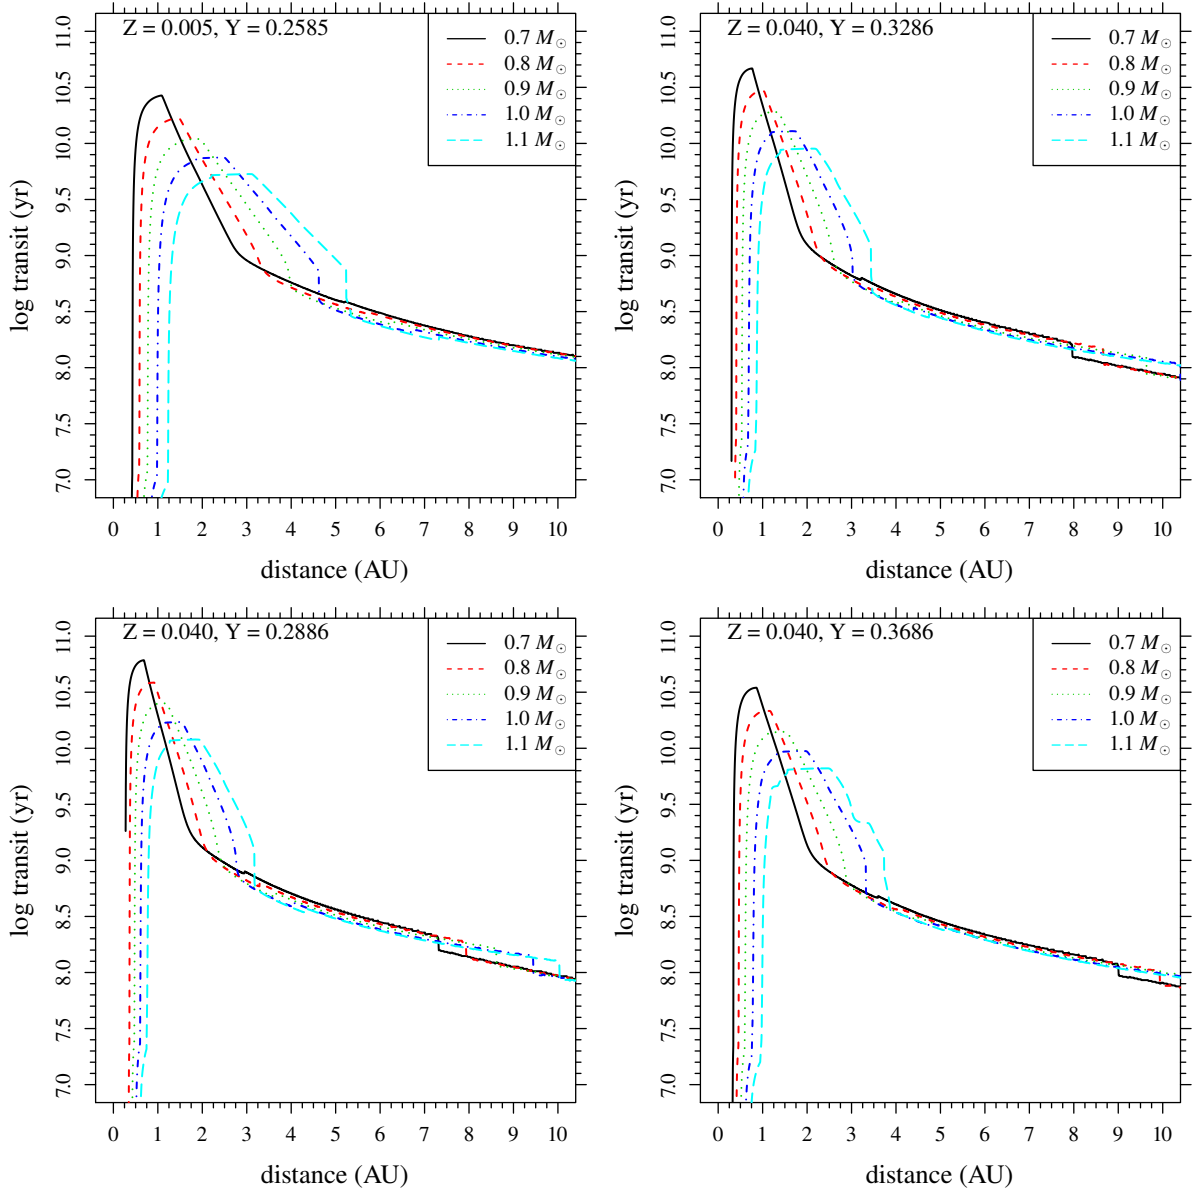 Z = 0.005, Y = 0.2585
0.7 M☉
0.8 M☉
0.9 M☉
1.0 M☉
1.1 M☉
log transit (yr)
7.0 7.5 8.0 8.5 9.0 9.5 10.0 10.5 11.0
0 1 2 3 4 5 6 7 8 9 10
distance (AU)
Z = 0.040, Y = 0.3286
0.7 M☉
0.8 M☉
0.9 M☉
1.0 M☉
1.1 M☉
log transit (yr)
7.0 7.5 8.0 8.5 9.0 9.5 10.0 10.5 11.0
0 1 2 3 4 5 6 7 8 9 10
distance (AU)
Z = 0.040, Y = 0.2886
0.7 M☉
0.8 M☉
0.9 M☉
1.0 M☉
1.1 M☉
log transit (yr)
7.0 7.5 8.0 8.5 9.0 9.5 10.0 10.5 11.0
0 1 2 3 4 5 6 7 8 9 10
distance (AU)
Z = 0.040, Y = 0.3686
0.7 M☉
0.8 M☉
0.9 M☉
1.0 M☉
1.1 M☉
log transit (yr)
7.0 7.5 8.0 8.5 9.0 9.5 10.0 10.5 11.0
0 1 2 3 4 5 6 7 8 9 10
distance (AU)